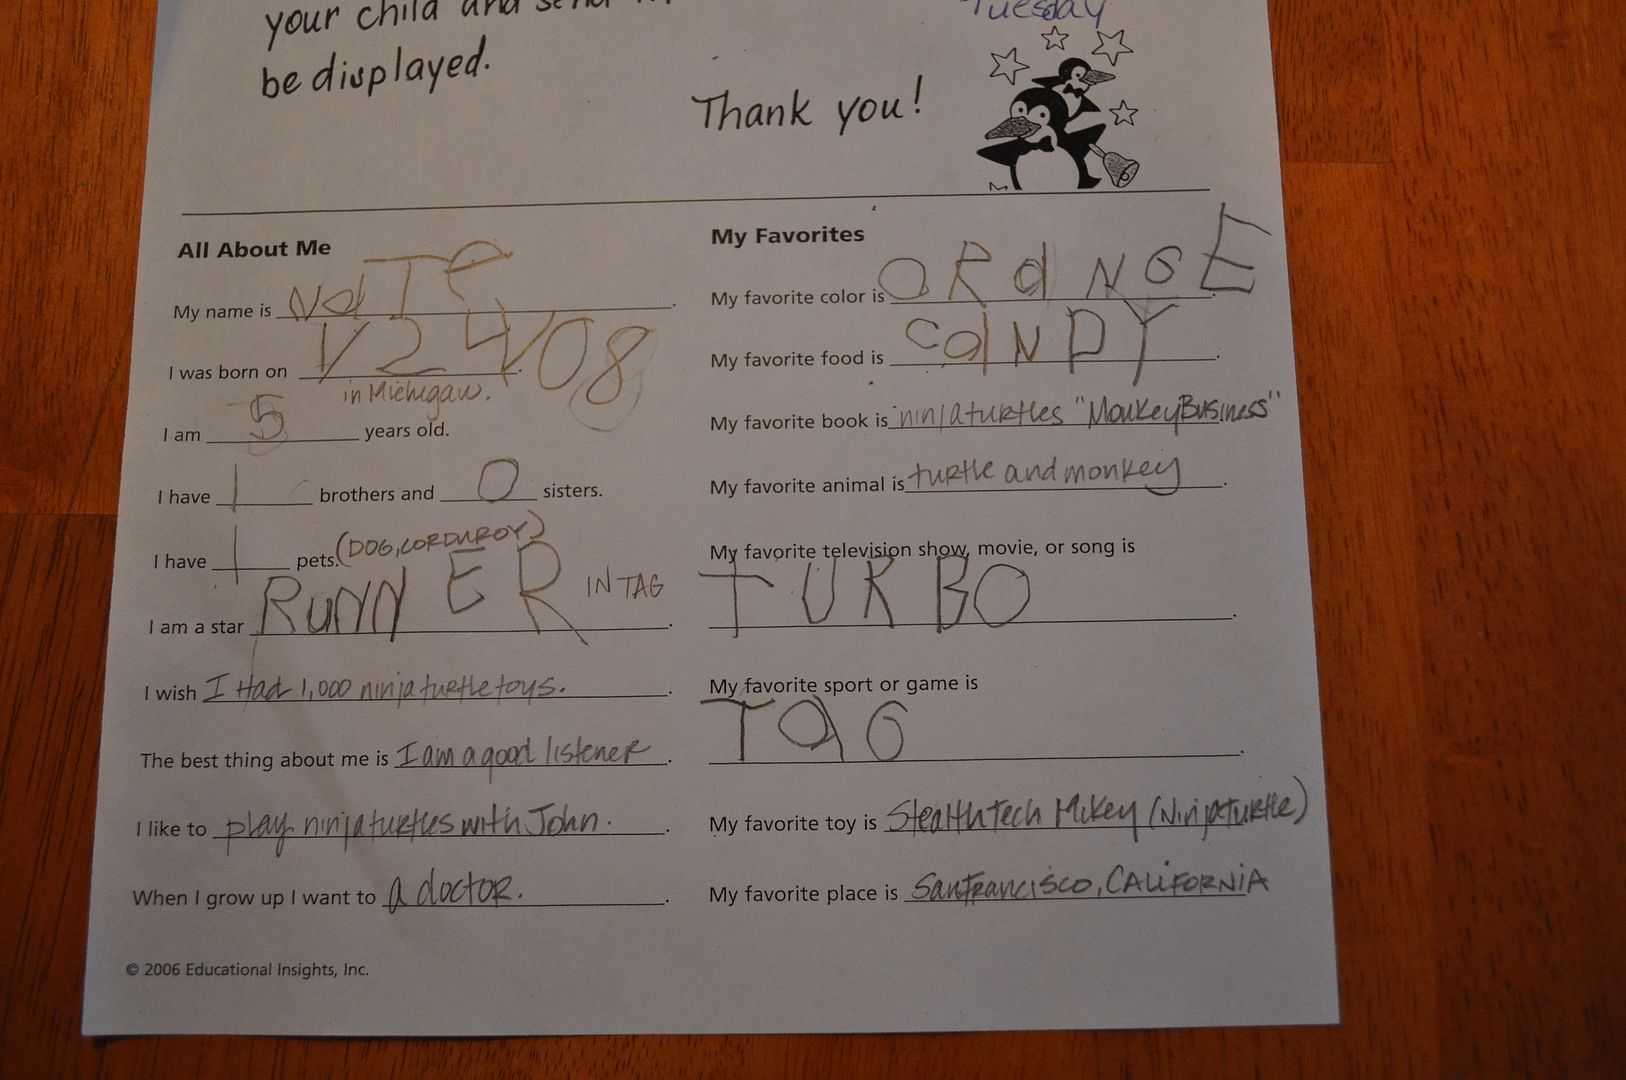 your child and send
be displayed.
Tuesday
Thank you!
All About Me
My name is NaTe.
I was born on 1/24/08.
in Michigan.
I am 5 years old.
I have 1 brothers and 0 sisters.
I have 1 pets. (DOG, CORDUROY)
I am a star RuNNER IN TAG.
I wish I Had 1,000 ninja turtle toys.
The best thing about me is I am a good listener.
I like to play ninja turtles with John.
When I grow up I want to a doctor.
© 2006 Educational Insights, Inc.
My Favorites
My favorite color is ORaNGE.
My favorite food is CaNDY.
My favorite book is ninja turtles "Monkey Business"
My favorite animal is turtle and monkey.
My favorite television show, movie, or song is
TURBO.
My favorite sport or game is
TaG.
My favorite toy is Stealth Tech Mikey (Ninja turtle)
My favorite place is San Francisco, CALiFORNiA